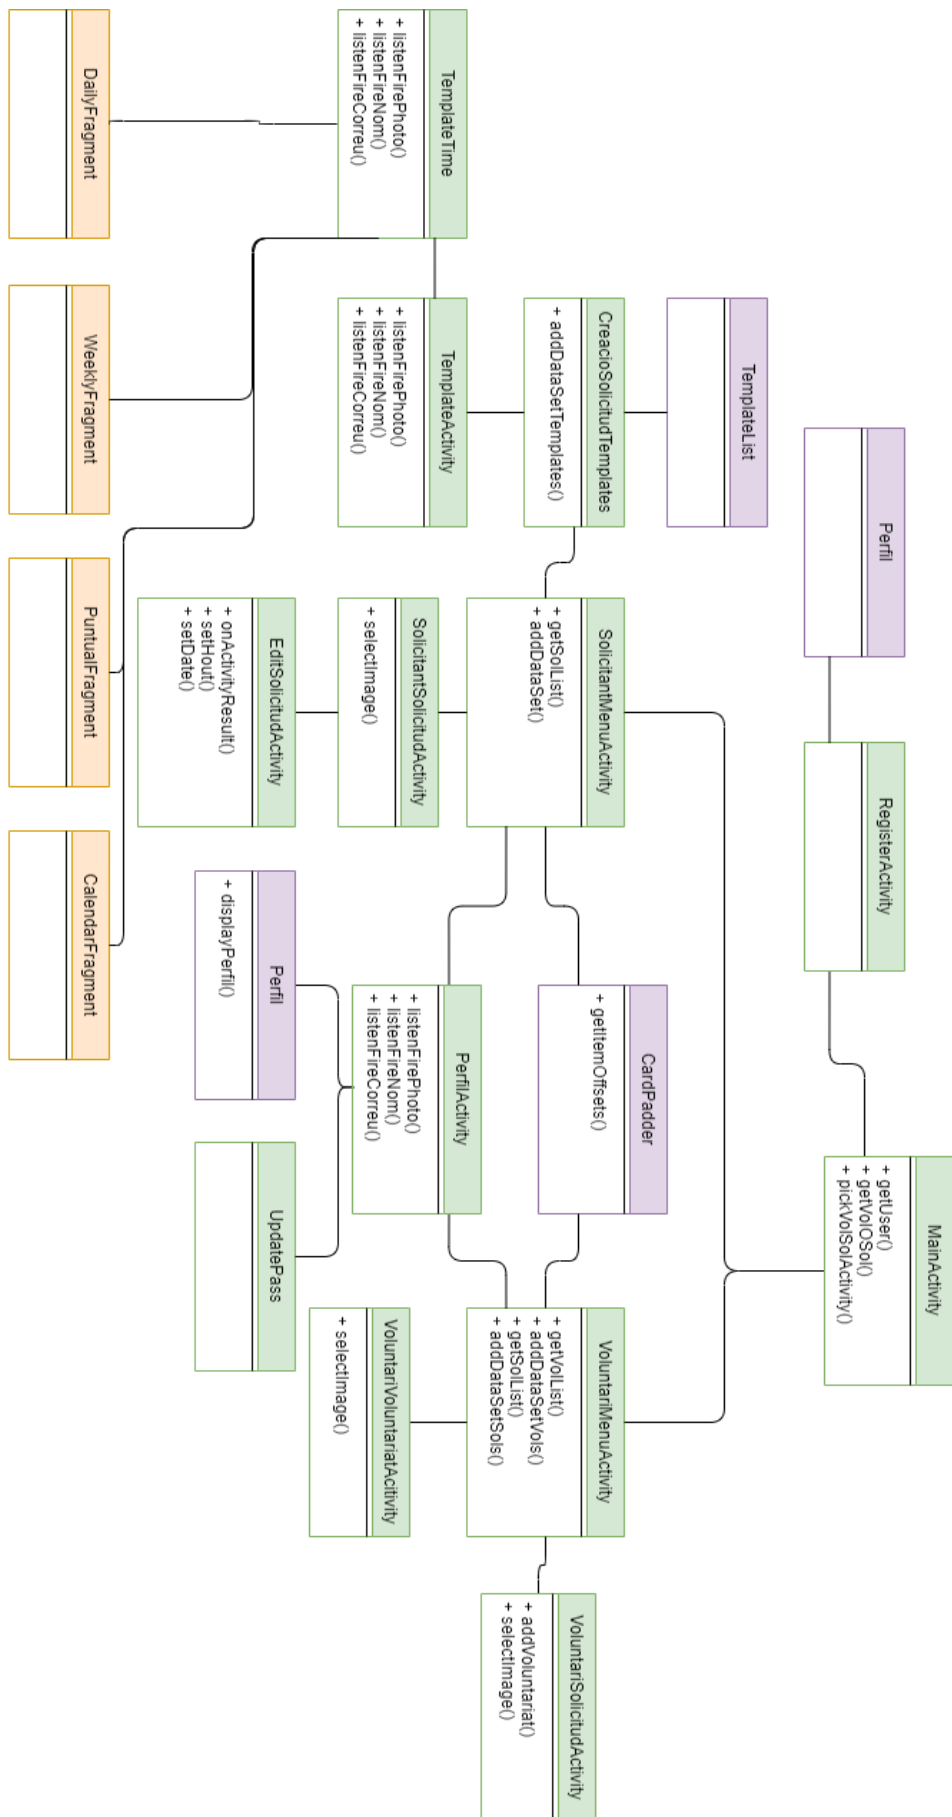 MainActivity
+ getUser()
+ getVolOSol()
+ pickVolSolActivity()
Perfil
RegisterActivity
TemplateList
CreacioSolicitudTemplates
+ addDataSetTemplates()
SolicitantMenuActivity
+ getSolList()
+ addDataSet()
CardPadder
+ getItemOffsets()
VoluntariMenuActivity
+ getVolList()
+ addDataSetVols()
+ getSolList()
+ addDataSetSols()
VoluntariSolicitudActivity
+ addVoluntariat()
+ selectImage()
TemplateTime
+ listenFirePhoto()
+ listenFireNom()
+ listenFireCorreu()
TemplateActivity
+ listenFirePhoto()
+ listenFireNom()
+ listenFireCorreu()
SolicitantSolicitudActivity
+ selectImage()
PerfilActivity
+ listenFirePhoto()
+ listenFireNom()
+ listenFireCorreu()
VoluntariVoluntariatAcitivity
+ selectImage()
EditSolicitudActivity
+ onActivityResult()
+ setHout()
+ setDate()
Perfil
+ displayPerfil()
UpdatePass
DailyFragment
WeeklyFragment
PuntualFragment
CalendarFragment